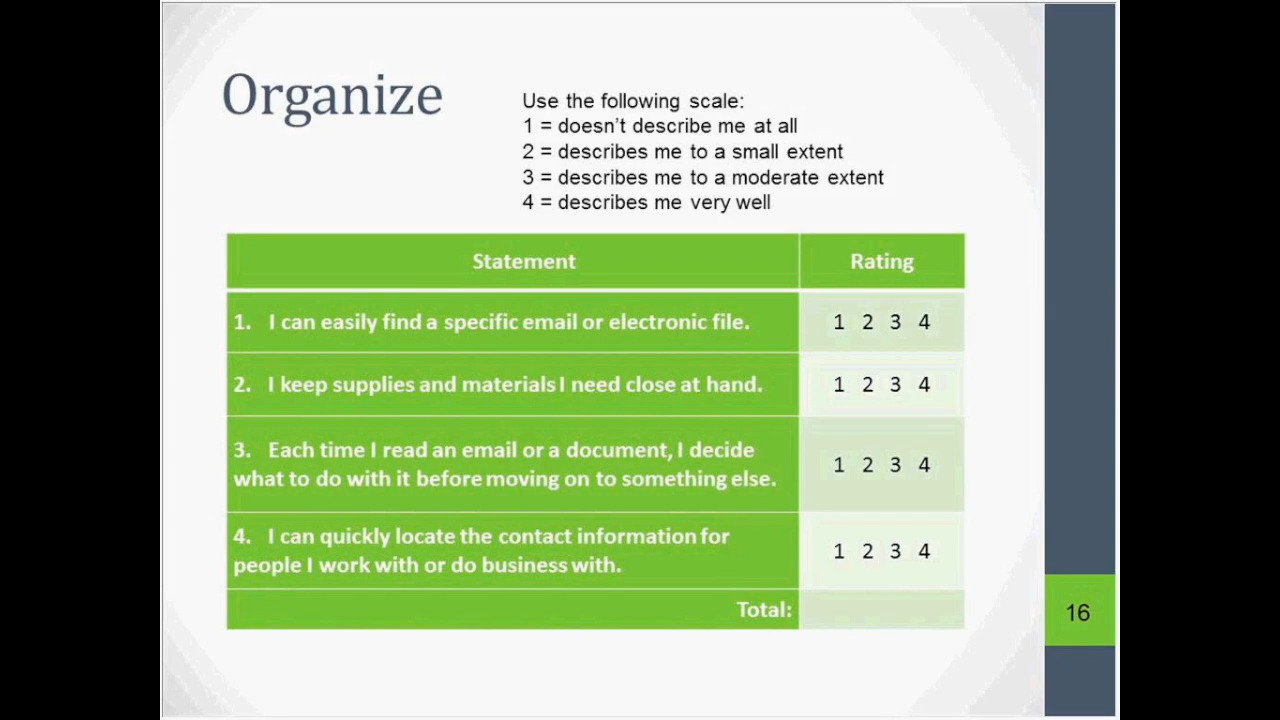 Organize
Use the following scale:
1 = doesn't describe me at all
2 = describes me to a small extent
3 = describes me to a moderate extent
4 = describes me very well
Statement Rating
1. I can easily find a specific email or electronic file. 1 2 3 4
2. I keep supplies and materials I need close at hand. 1 2 3 4
3. Each time I read an email or a document, I decide
what to do with it before moving on to something else. 1 2 3 4
4. I can quickly locate the contact information for
people I work with or do business with. 1 2 3 4
Total:
16